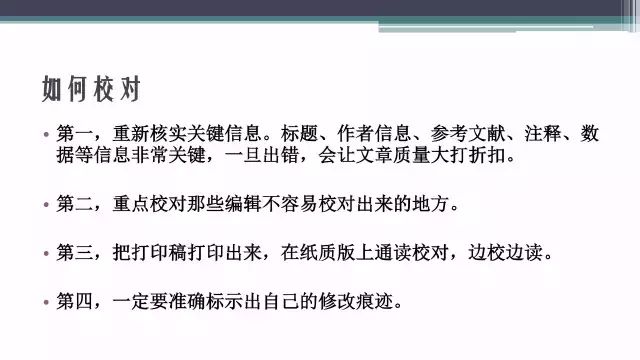 如何校对
• 第一，重新核实关键信息。标题、作者信息、参考文献、注释、数
据等信息非常关键，一旦出错，会让文章质量大打折扣。
• 第二，重点校对那些编辑不容易校对出来的地方。
• 第三，把打印稿打印出来，在纸质版上通读校对，边校边读。
• 第四，一定要准确标示出自己的修改痕迹。